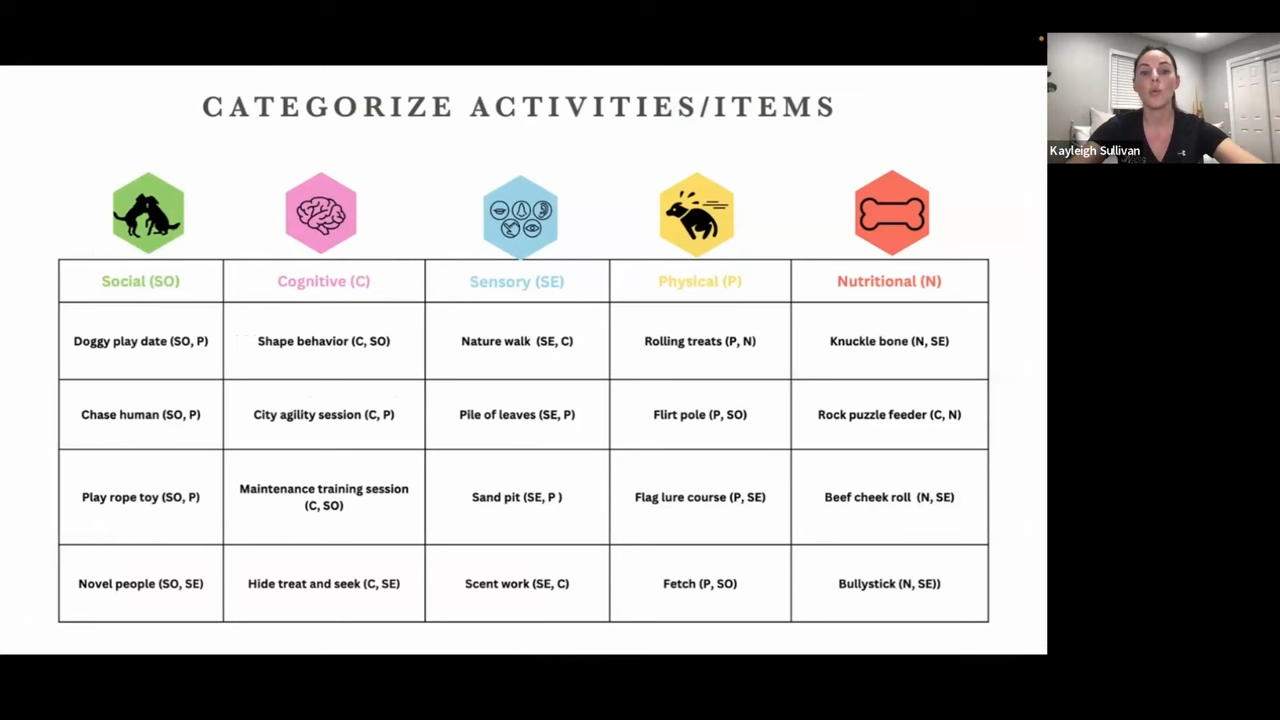 CATEGORIZE ACTIVITIES/ITEMS
Kayleigh Sullivan
Social (SO)
Cognitive (C)
Sensory (SE)
Physical (P)
Nutritional (N)
Doggy play date (SO, P)
Shape behavior (C, SO)
Nature walk (SE, C)
Rolling treats (P, N)
Knuckle bone (N, SE)
Chase human (SO, P)
City agility session (C, P)
Pile of leaves (SE, P)
Flirt pole (P, SO)
Rock puzzle feeder (C, N)
Play rope toy (SO, P)
Maintenance training session
(C, SO)
Sand pit (SE, P )
Flag lure course (P, SE)
Beef cheek roll (N, SE)
Novel people (SO, SE)
Hide treat and seek (C, SE)
Scent work (SE, C)
Fetch (P, SO)
Bullystick (N, SE))